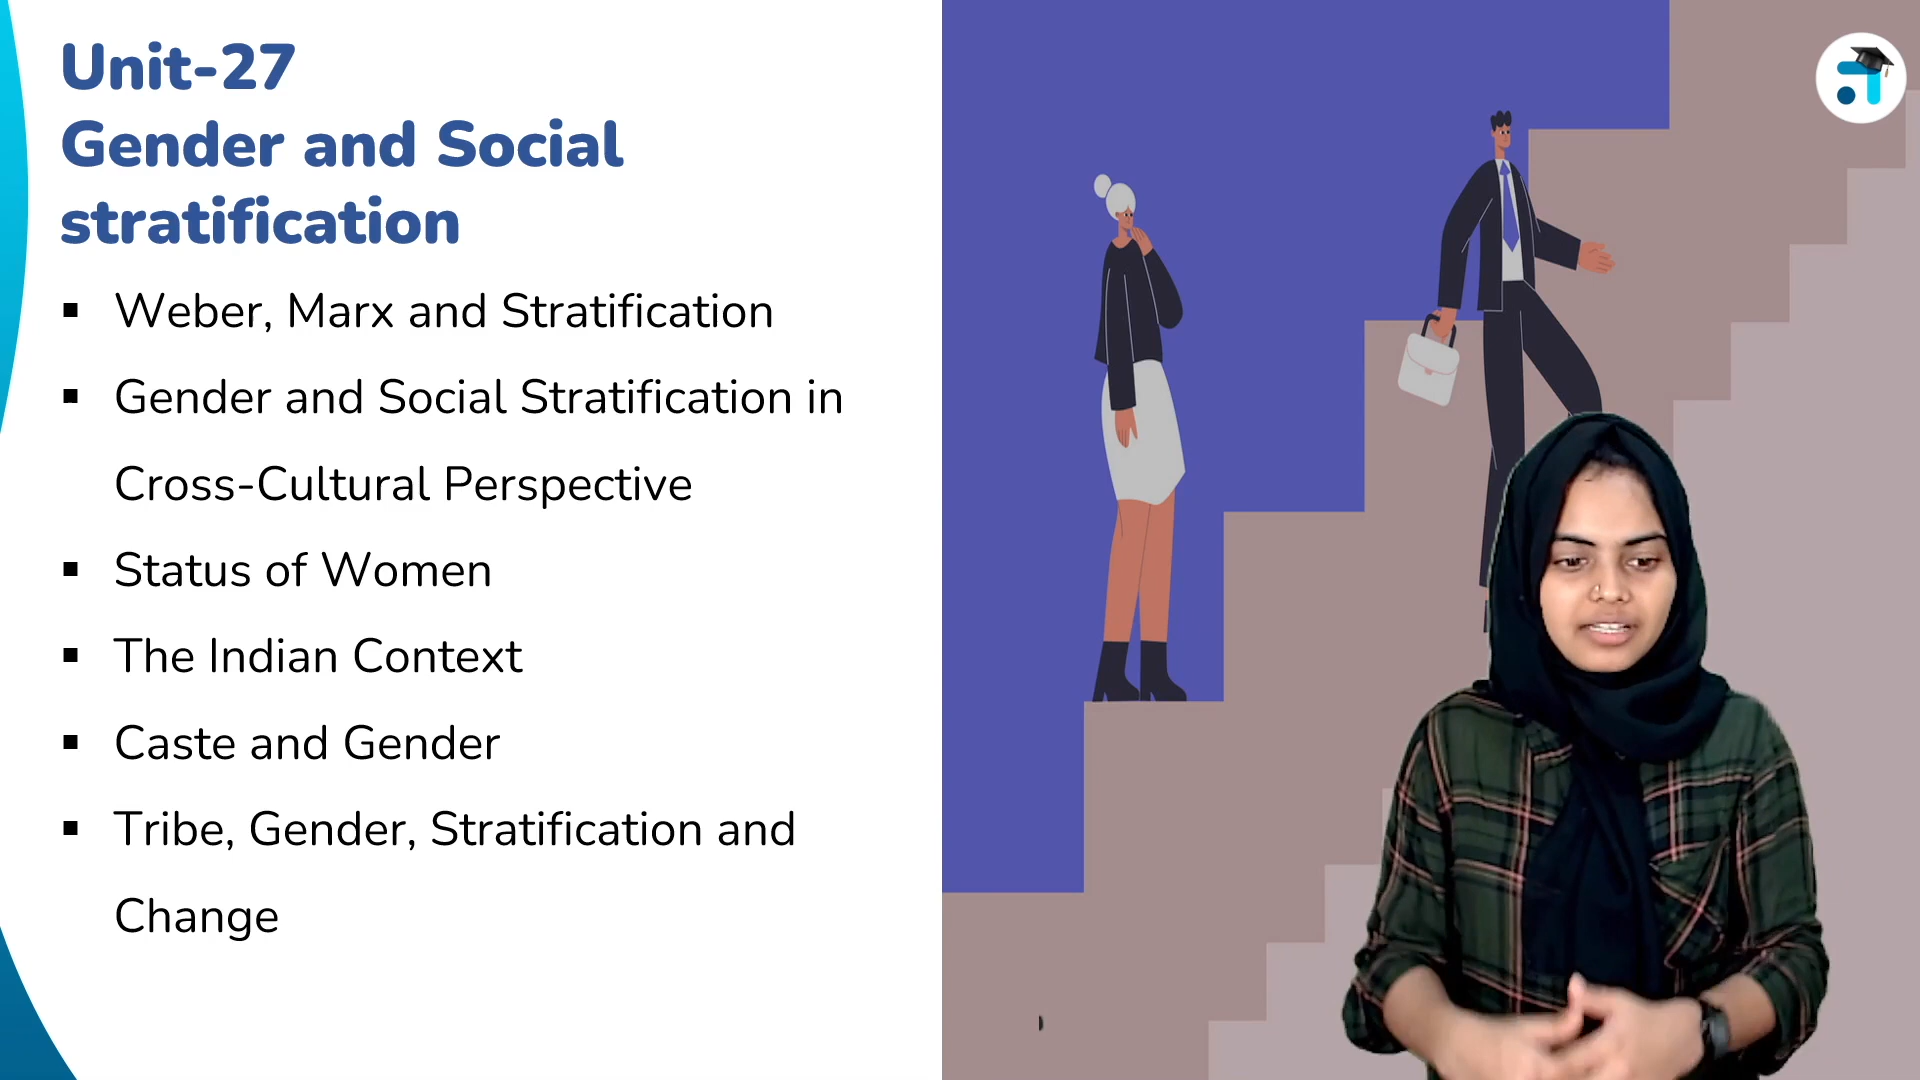 Unit-27
Gender and Social
stratification
▪ Weber, Marx and Stratification
▪ Gender and Social Stratification in
Cross-Cultural Perspective
▪ Status of Women
▪ The Indian Context
▪ Caste and Gender
▪ Tribe, Gender, Stratification and
Change